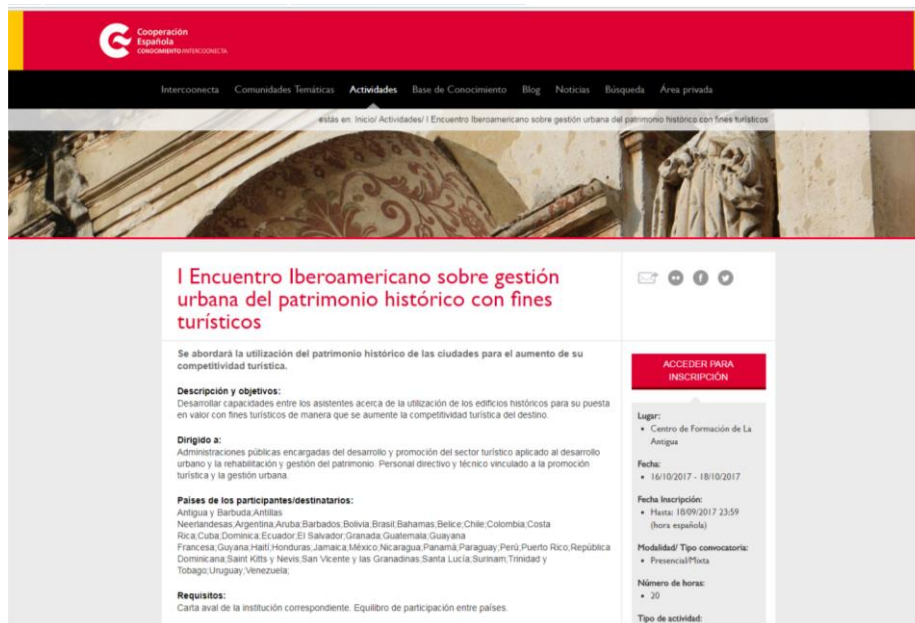 Cooperación
Española
CONOCIMIENTO/INTERCOONECTA
Intercoonecta Comunidades Temáticas Actividades Base de Conocimiento Blog Noticias Búsqueda Área privada
estás en: Inicio/ Actividades/ I Encuentro Iberoamericano sobre gestión urbana del patrimonio histórico con fines turísticos
I Encuentro Iberoamericano sobre gestión
urbana del patrimonio histórico con fines
turísticos
Se abordará la utilización del patrimonio histórico de las ciudades para el aumento de su
competitividad turística.
Descripción y objetivos:
Desarrollar capacidades entre los asistentes acerca de la utilización de los edificios históricos para su puesta
en valor con fines turísticos de manera que se aumente la competitividad turística del destino.
Dirigido a:
Administraciones públicas encargadas del desarrollo y promoción del sector turístico aplicado al desarrollo
urbano y la rehabilitación y gestión del patrimonio. Personal directivo y técnico vinculado a la promoción
turística y la gestión urbana.
Países de los participantes/destinatarios:
Antigua y Barbuda;Antillas
Neerlandesas;Argentina;Aruba;Barbados;Bolivia;Brasil;Bahamas;Belice;Chile;Colombia;Costa
Rica;Cuba;Dominica;Ecuador;El Salvador;Granada;Guatemala;Guayana
Francesa;Guyana;Haití;Honduras;Jamaica;México;Nicaragua;Panamá;Paraguay;Perú;Puerto Rico;República
Dominicana;Saint Kitts y Nevis;San Vicente y las Granadinas;Santa Lucía;Surinam;Trinidad y
Tobago;Uruguay;Venezuela;
Requisitos:
Carta aval de la institución correspondiente. Equilibro de participación entre países.
ACCEDER PARA
INSCRIPCIÓN
Lugar:
Centro de Formación de La
Antigua
Fecha:
16/10/2017 - 18/10/2017
Fecha Inscripción:
Hasta: 18/09/2017 23:59
(hora española)
Modalidad/ Tipo convocatoria:
Presencial/Mixta
Número de horas:
20
Tipo de actividad: